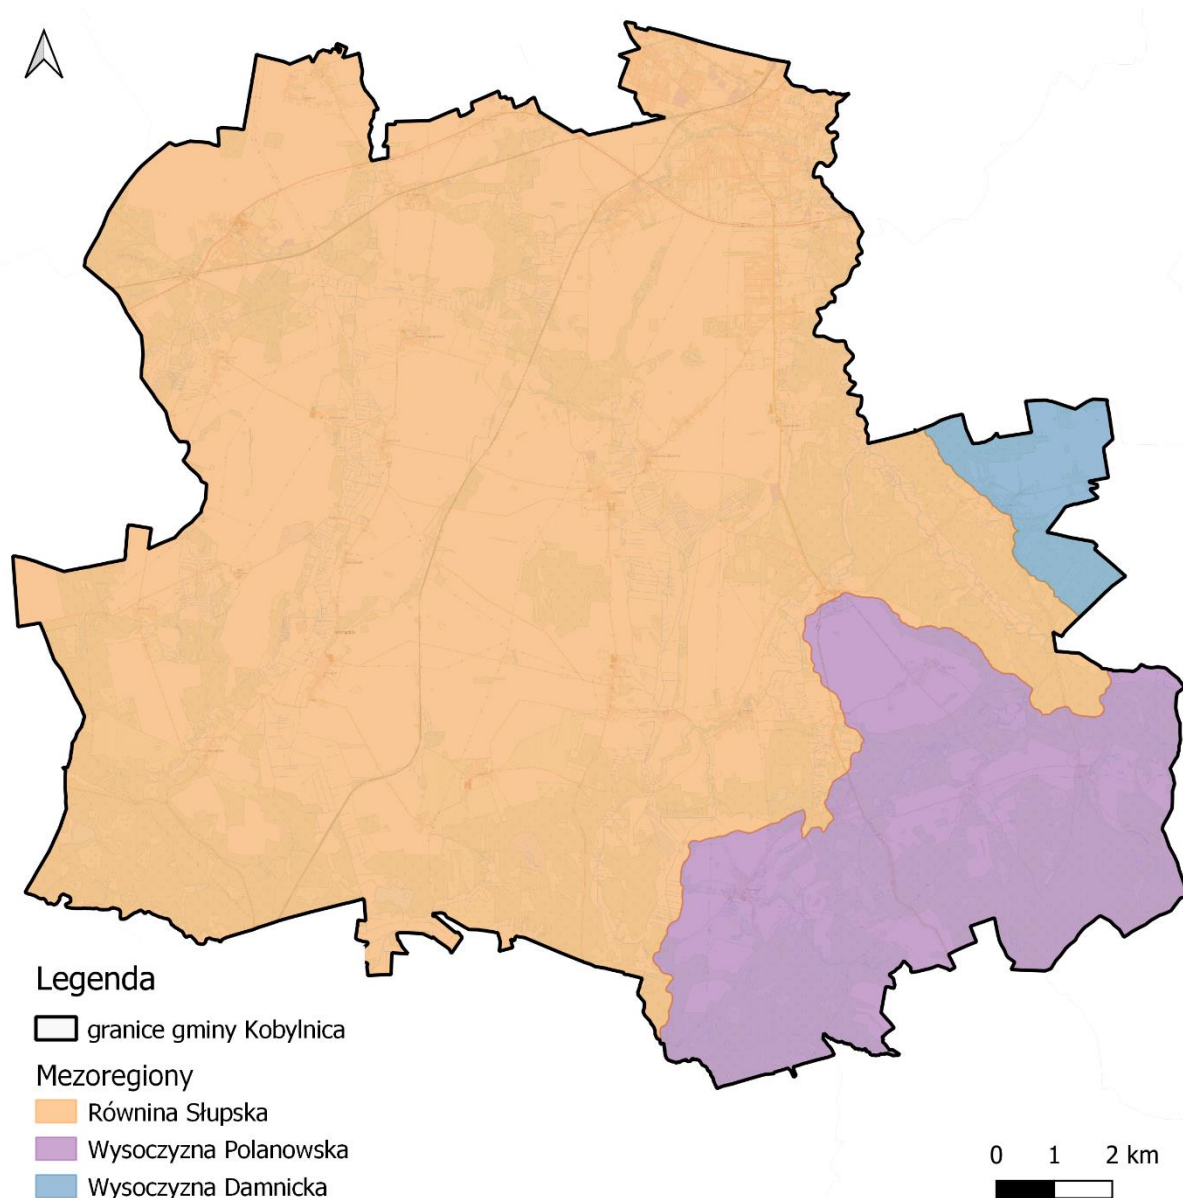 Legenda
granice gminy Kobylnica
Mezoregiony
Równina Słupska
Wysoczyzna Polanowska
Wysoczyzna Damnicka
0 1 2 km